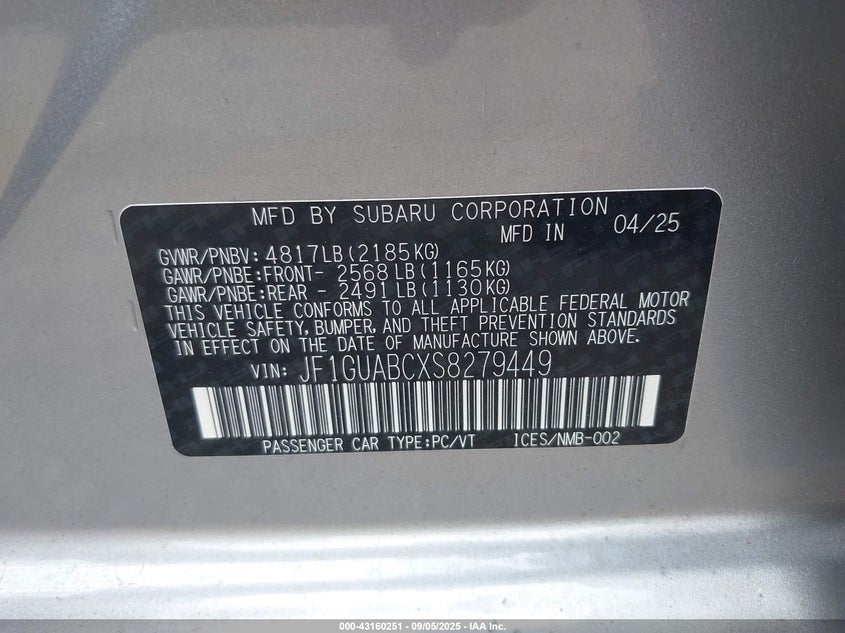 MFD BY SUBARU CORPORATION
MFD IN 04/25
GVWR/PNBV: 4817LB(2185KG)
GAWR/PNBE:FRONT- 2568LB(1165KG)
GAWR/PNBE:REAR - 2491LB(1130KG)
THIS VEHICLE CONFORMS TO ALL APPLICABLE FEDERAL MOTOR
VEHICLE SAFETY, BUMPER, AND THEFT PREVENTION STANDARDS
IN EFFECT ON THE DATE OF MANUFACTURE SHOWN ABOVE.
VIN: JF1GUABCXS8279449
PASSENGER CAR TYPE:PC/VT ICES/NMB-002
000-43160251 - 09/05/2025 - IAA Inc.